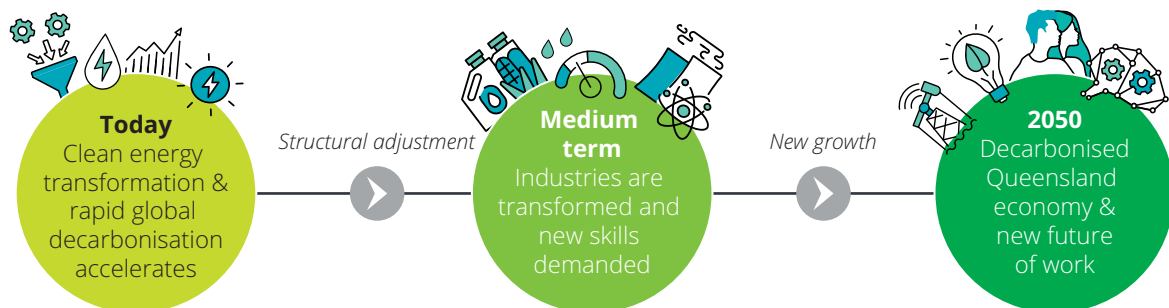 Today
Clean energy
transformation &
rapid global
decarbonisation
accelerates
Structural adjustment
Medium
term
Industries are
transformed and
new skills
demanded
New growth
2050
Decarbonised
Queensland
economy &
new future
of work